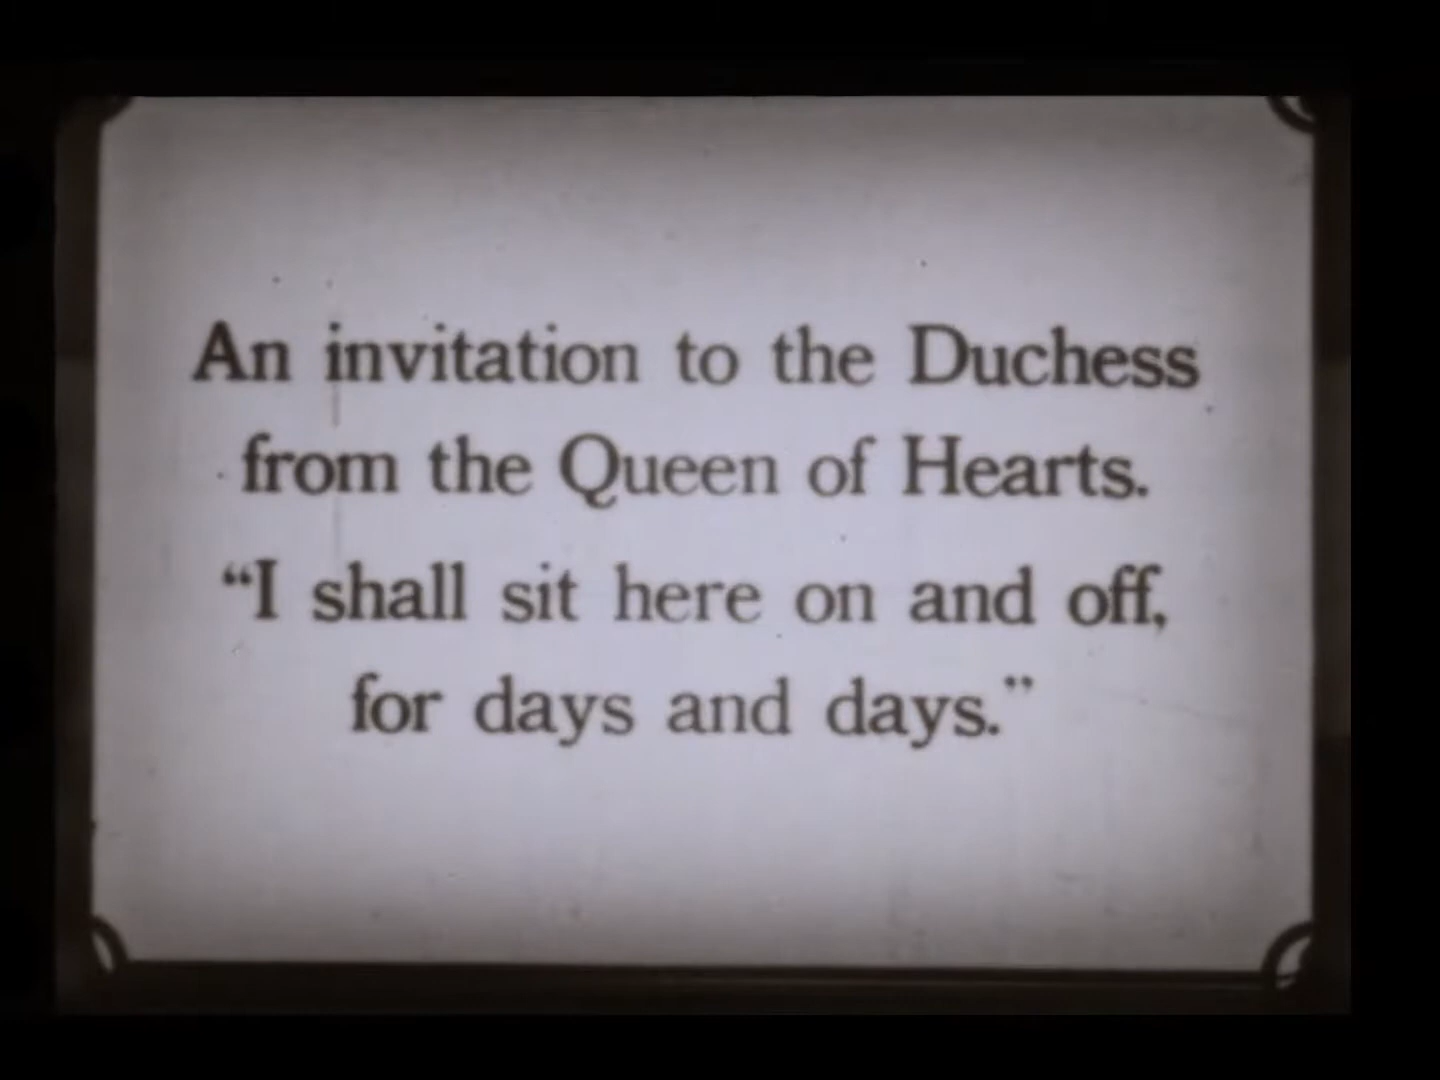 An invitation to the Duchess
from the Queen of Hearts.
“I shall sit here on and off,
for days and days.”